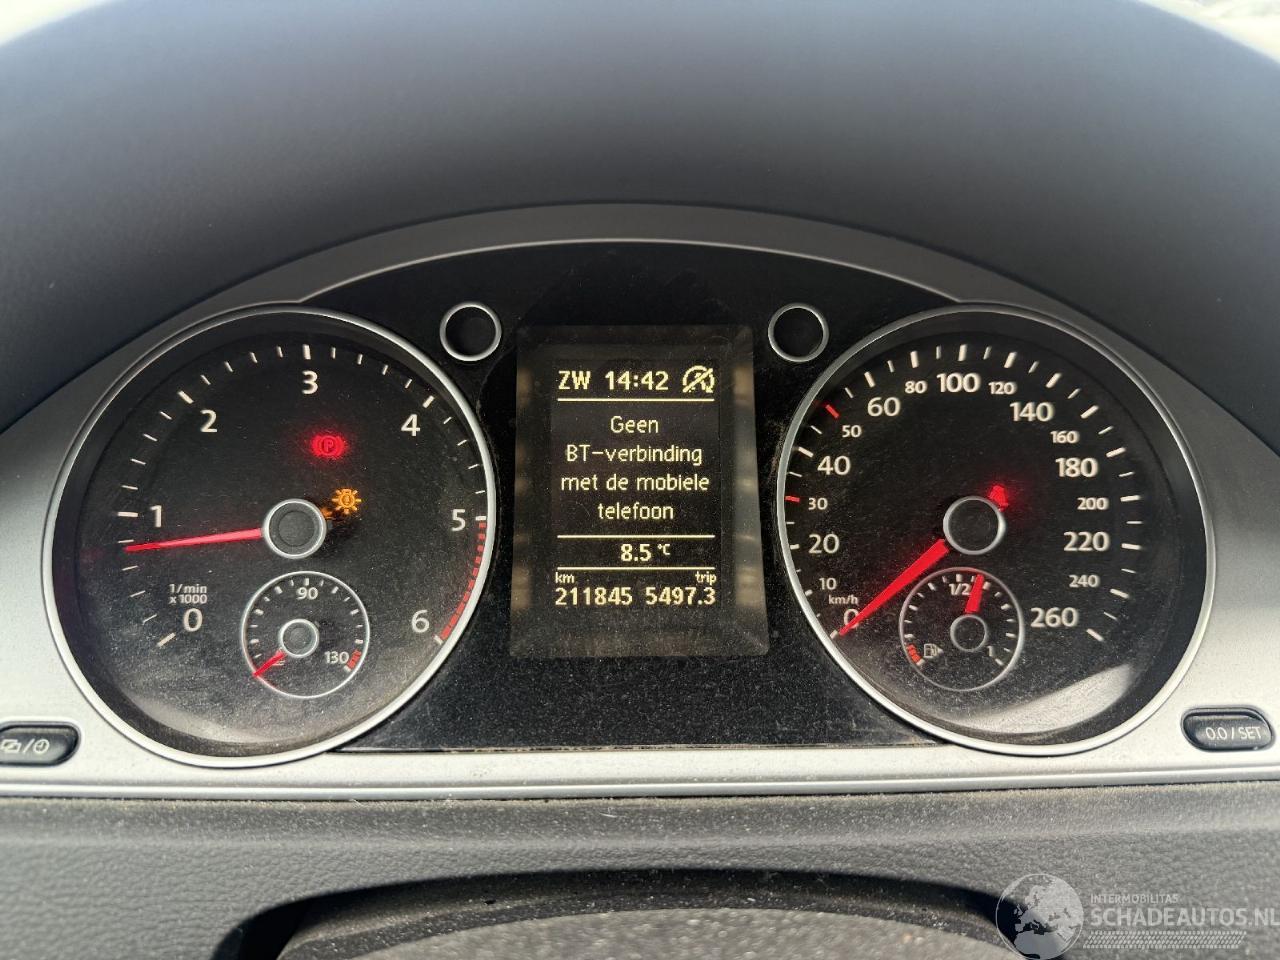 ZW 14:42
Geen
BT-verbinding
met de mobiele
telefoon
8.5 °C
km trip
211845 5497.3
0 1 2 3 4 5 6
1/min
x 1000
90
130
P
0 10 20 30 40 50 60 80 100 120 140 160 180 200 220 240 260
km/h
1/2
1
0.0 / SET
INTERMOBILITAS
SCHADEAUTOS.NL